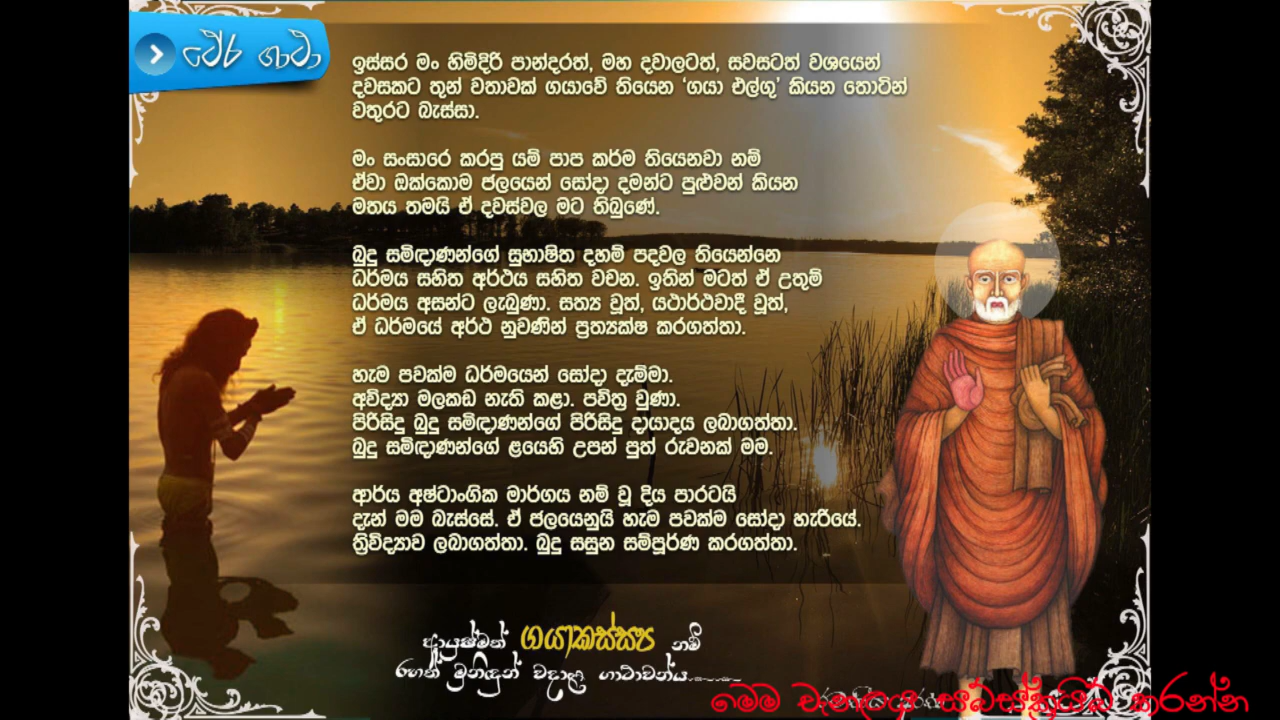 ථේර ගාථා
ඉස්සර මං හිමිදිරි පාන්දරත්, මහ දවාලටත්, සවසටත් වශයෙන්
දවසකට තුන් වතාවක් ගයාවේ තියෙන ‘ගයා එල්ගු’ කියන තොටින්
වතුරට බැස්සා.
මං සංසාරෙ කරපු යම් පාප කර්ම තියෙනවා නම්
ඒවා ඔක්කොම ජලයෙන් සෝදා දමන්ට පුළුවන් කියන
මතය තමයි ඒ දවස්වල මට තිබුණේ.
බුදු සමිඳාණන්ගේ සුභාෂිත දහම් පදවල තියෙන්නෙ
ධර්මය සහිත අර්ථය සහිත වචන. ඉතින් මටත් ඒ උතුම්
ධර්මය අසන්ට ලැබුණා. සත්‍ය වූත්, යථාර්ථවාදී වූත්,
ඒ ධර්මයේ අර්ථ නුවණින් ප්‍රත්‍යක්ෂ කරගත්තා.
හැම පවක්ම ධර්මයෙන් සෝදා දැම්මා.
අවිද්‍යා මලකඩ නැති කළා. පවිත්‍ර වුණා.
පිරිසිදු බුදු සමිඳාණන්ගේ පිරිසිදු දායාදය ලබාගත්තා.
බුදු සමිඳාණන්ගේ ළයෙහි උපන් පුත් රුවනක් මම.
ආර්ය අෂ්ටාංගික මාර්ගය නම් වූ දිය පාරටයි
දැන් මම බැස්සේ. ඒ ජලයෙනුයි හැම පවක්ම සෝදා හැරියේ.
ත්‍රිවිද්‍යාව ලබාගත්තා. බුදු සසුන සම්පූර්ණ කරගත්තා.
ආයුෂ්මත් ගයාකස්සප නම්
රහත් මුනිඳුන් වදාළ ගාථාවන්ය........
මෙම චැනලය සබ්ස්ක්‍රයිබ් කරන්න